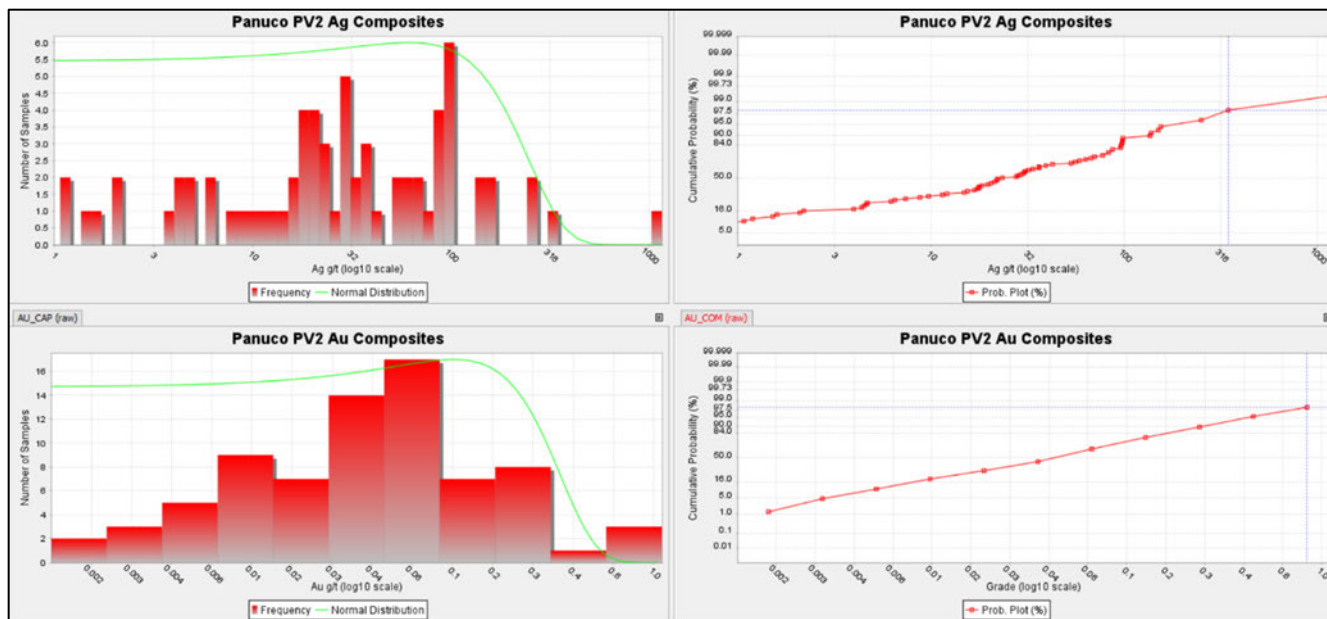 Panuco PV2 Ag Composites
Number of Samples
6.0
5.5
5.0
4.5
4.0
3.5
3.0
2.5
2.0
1.5
1.0
0.5
0.0
1 3 10 32 100 316 1000
Ag g/t (log10 scale)
Frequency Normal Distribution
Panuco PV2 Ag Composites
Cumulative Probability (%)
99.999
99.99
99.9
99.73
99.0
97.5
95.0
90.0
84.0
50.0
16.0
5.0
1 3 10 32 100 316 1000
Ag g/t (log10 scale)
Prob. Plot (%)
AU_CAP (raw)
Panuco PV2 Au Composites
Number of Samples
16
14
12
10
8
6
4
2
0
0.002 0.003 0.004 0.006 0.01 0.02 0.03 0.04 0.06 0.1 0.2 0.3 0.4 0.6 1.0
Au g/t (log10 scale)
Frequency Normal Distribution
AU_COM (raw)
Panuco PV2 Au Composites
Cumulative Probability (%)
99.999
99.99
99.9
99.73
99.0
97.5
95.0
90.0
84.0
50.0
16.0
5.0
1.0
0.1
0.01
0.002 0.003 0.004 0.006 0.01 0.02 0.03 0.04 0.06 0.1 0.2 0.3 0.4 0.6 1.0
Grade (log10 scale)
Prob. Plot (%)